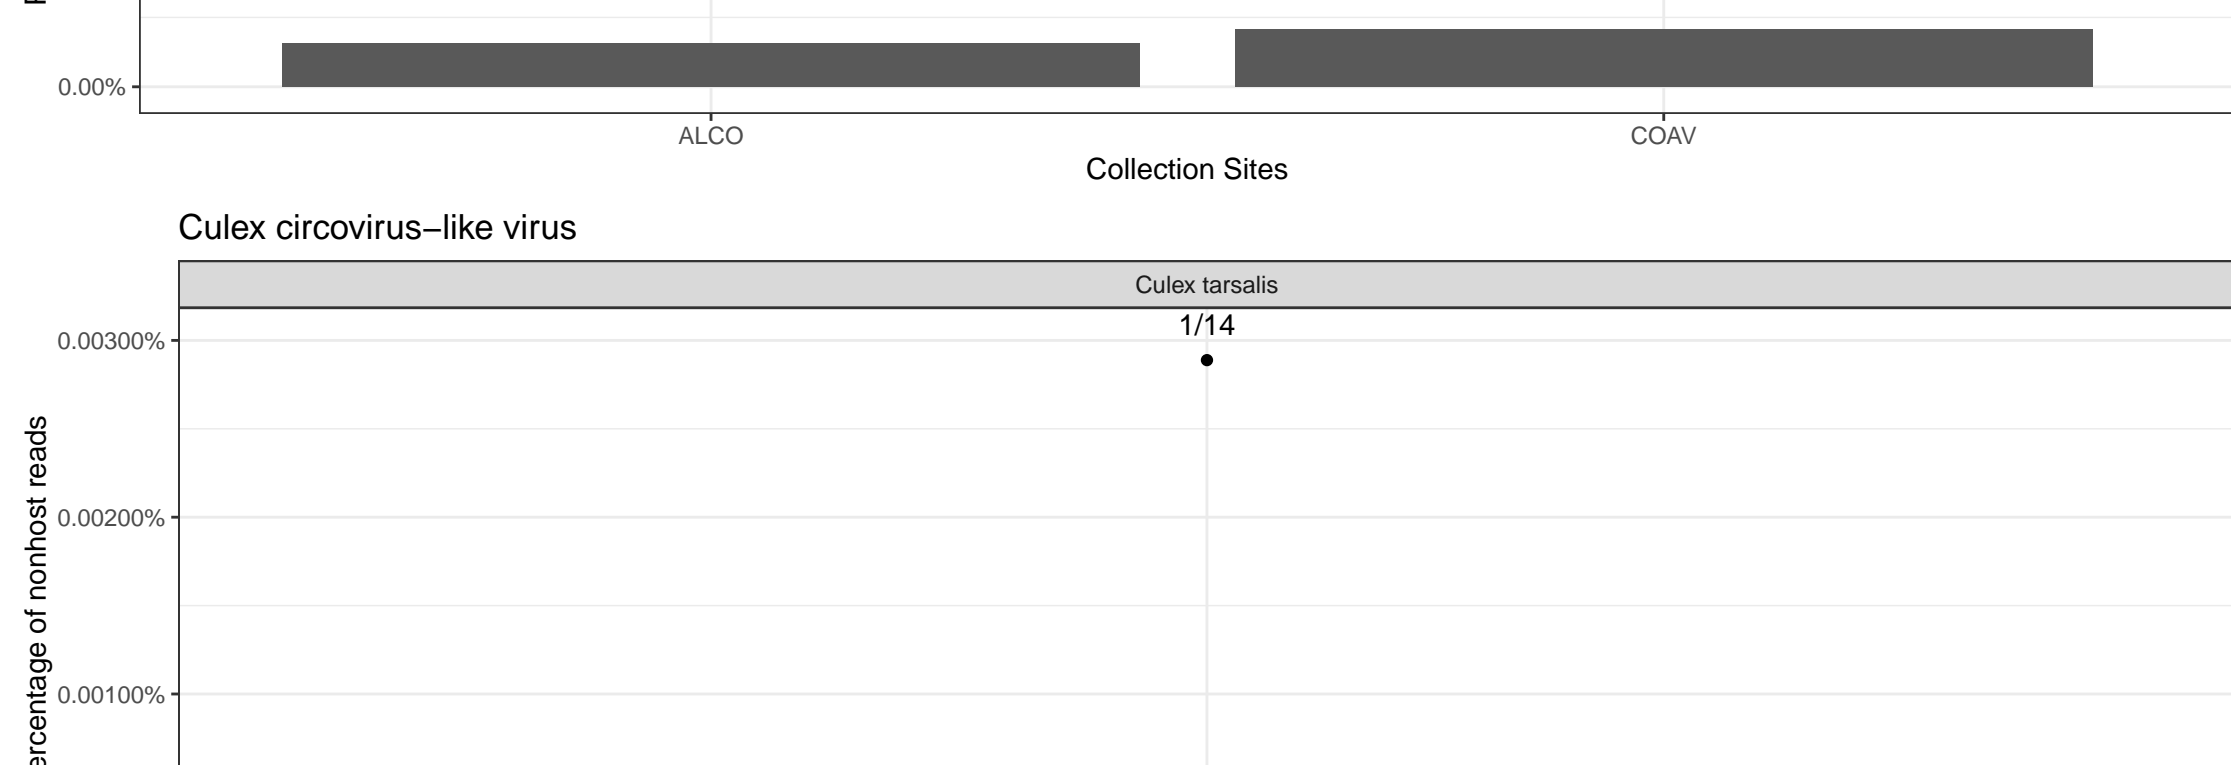 0.00%
ALCO
COAV
Collection Sites
Culex circovirus−like virus
Culex tarsalis
1/14
0.00300%
0.00200%
0.00100%
ercentage of nonhost reads